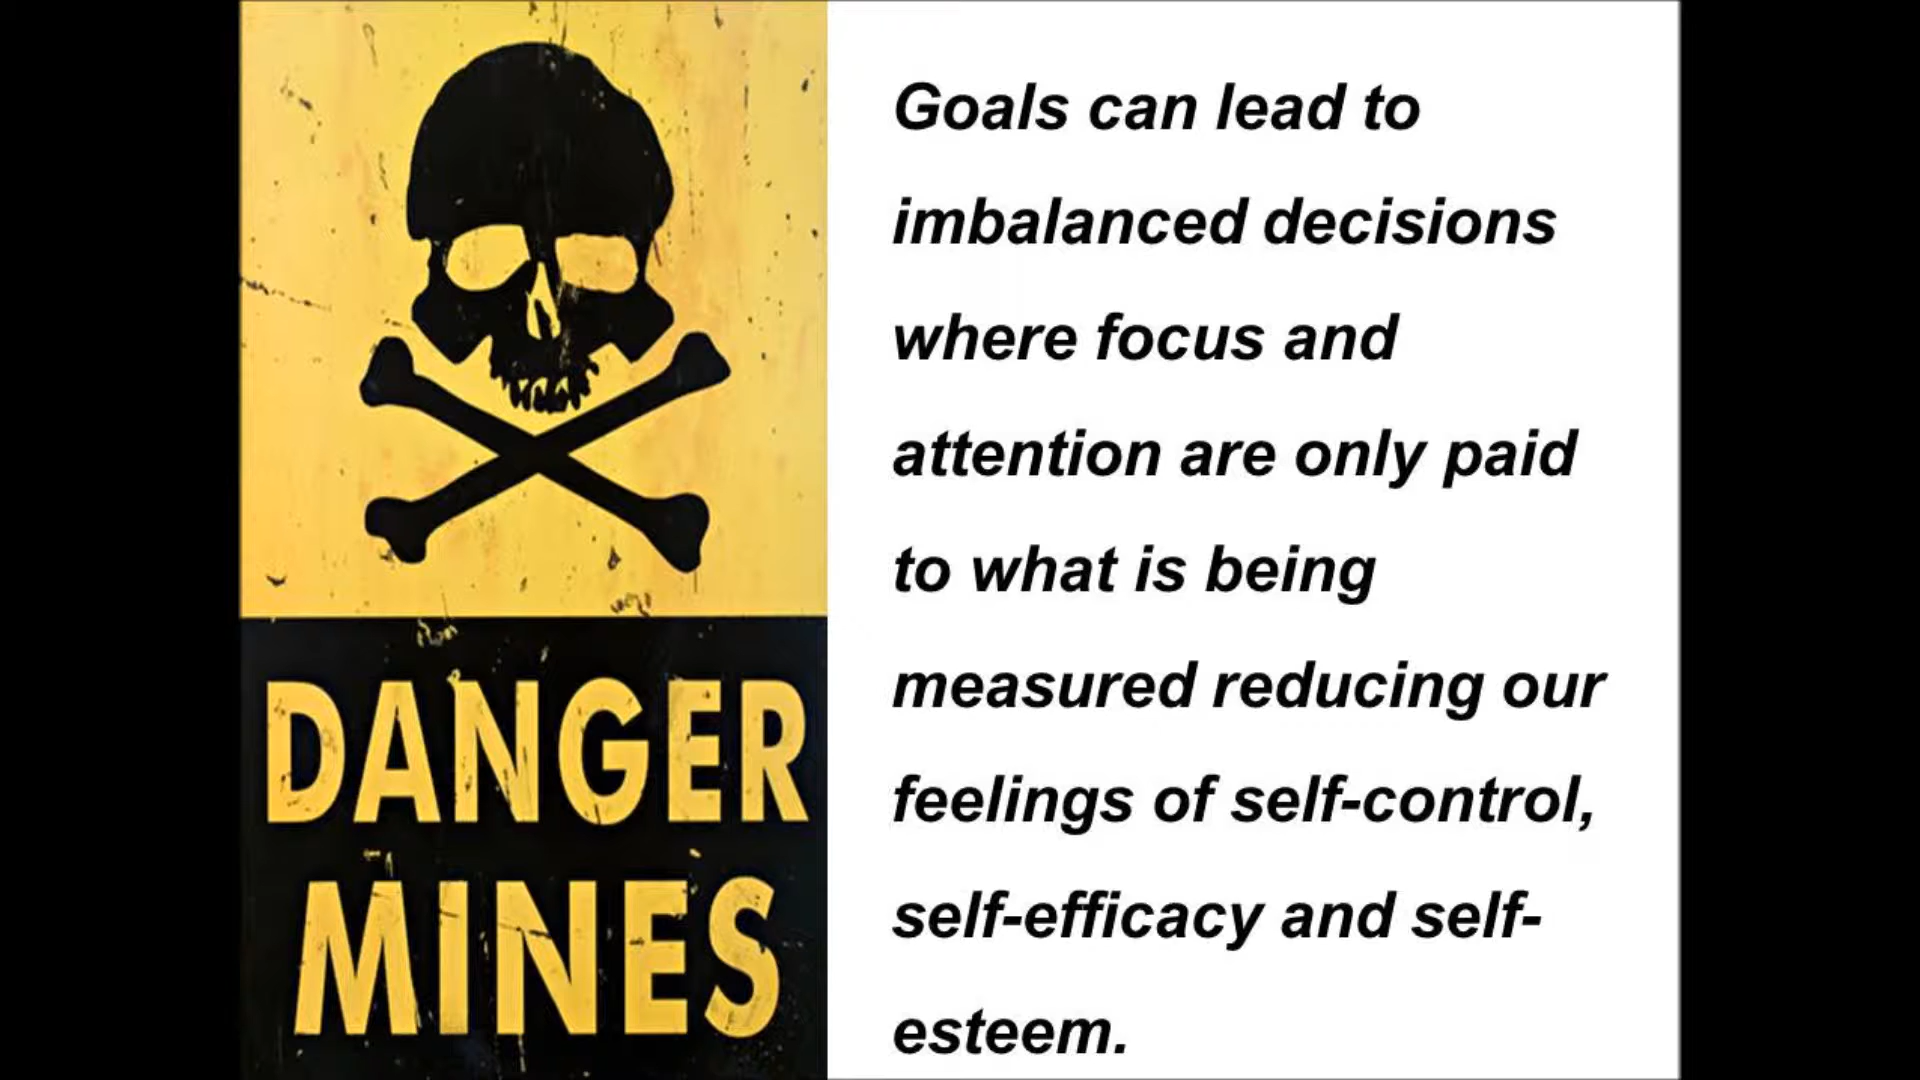 DANGER
MINES
Goals can lead to
imbalanced decisions
where focus and
attention are only paid
to what is being
measured reducing our
feelings of self-control,
self-efficacy and self-
esteem.